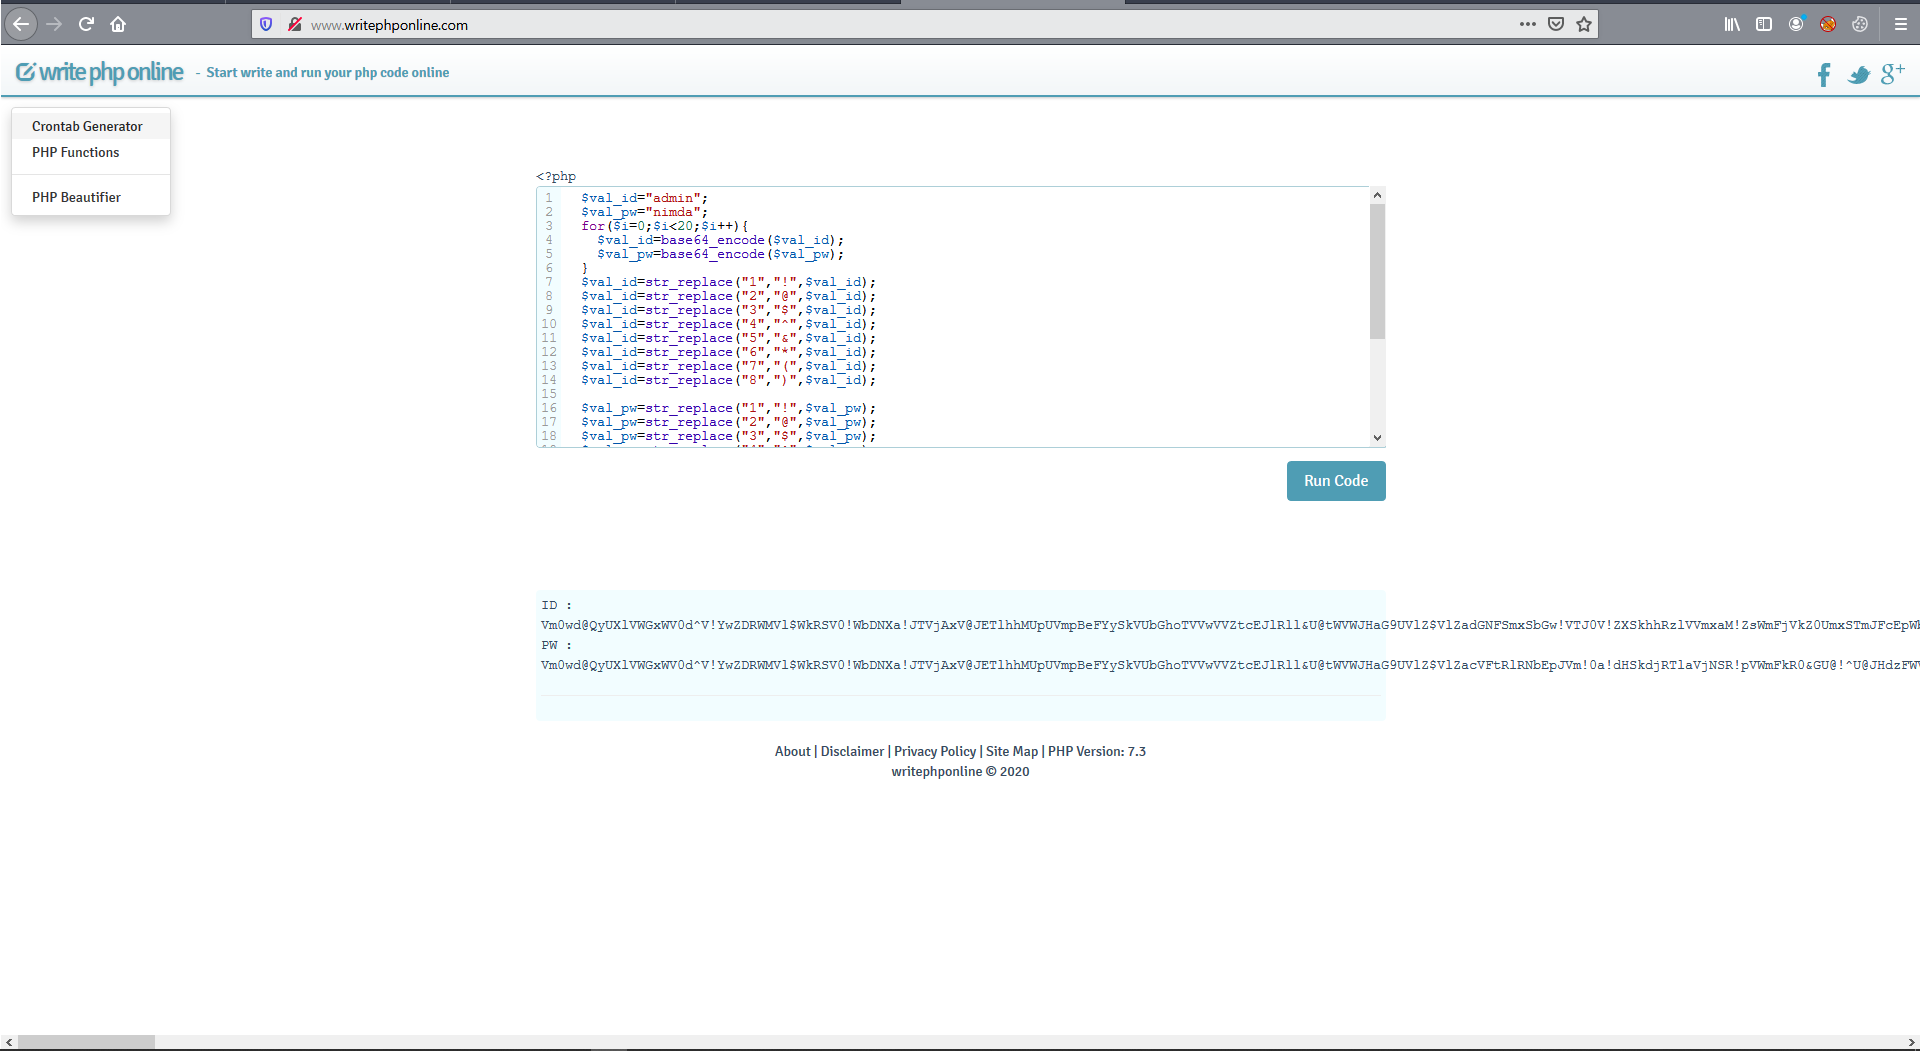 www.writephponline.com
write php online - Start write and run your php code online
Crontab Generator
PHP Functions
PHP Beautifier
<?php
1 $val_id="admin";
2 $val_pw="nimda";
3 for($i=0;$i<20;$i++){
4 $val_id=base64_encode($val_id);
5 $val_pw=base64_encode($val_pw);
6 }
7 $val_id=str_replace("1","!",$val_id);
8 $val_id=str_replace("2","@",$val_id);
9 $val_id=str_replace("3","$",$val_id);
10 $val_id=str_replace("4","^",$val_id);
11 $val_id=str_replace("5","&",$val_id);
12 $val_id=str_replace("6","*",$val_id);
13 $val_id=str_replace("7","(",$val_id);
14 $val_id=str_replace("8",")",$val_id);
15
16 $val_pw=str_replace("1","!",$val_pw);
17 $val_pw=str_replace("2","@",$val_pw);
18 $val_pw=str_replace("3","$",$val_pw);
Run Code
ID :
Vm0wd@QyUXlVWGxWV0d^V!YwZDRWMVl$WkRSV0!WbDNXa!JTVjAxV@JETlhhMUpUVmpBeFYySkVUbGhoTVVwVVZtcEJlRll&U@tWVWJHaG9UVlZ$VlZadGNFSmxSbGw!VTJ0V!ZXSkhhRzlVVmxaM!ZsWmFjVkZ0UmxSTmJFcEpW
PW :
Vm0wd@QyUXlVWGxWV0d^V!YwZDRWMVl$WkRSV0!WbDNXa!JTVjAxV@JETlhhMUpUVmpBeFYySkVUbGhoTVVwVVZtcEJlRll&U@tWVWJHaG9UVlZ$VlZacVFtRlRNbEpJVm!0a!dHSkdjRTlaVjNSR!pVWmFkR0&GU@!^U@JHdzFWV
About | Disclaimer | Privacy Policy | Site Map | PHP Version: 7.3
writephponline © 2020